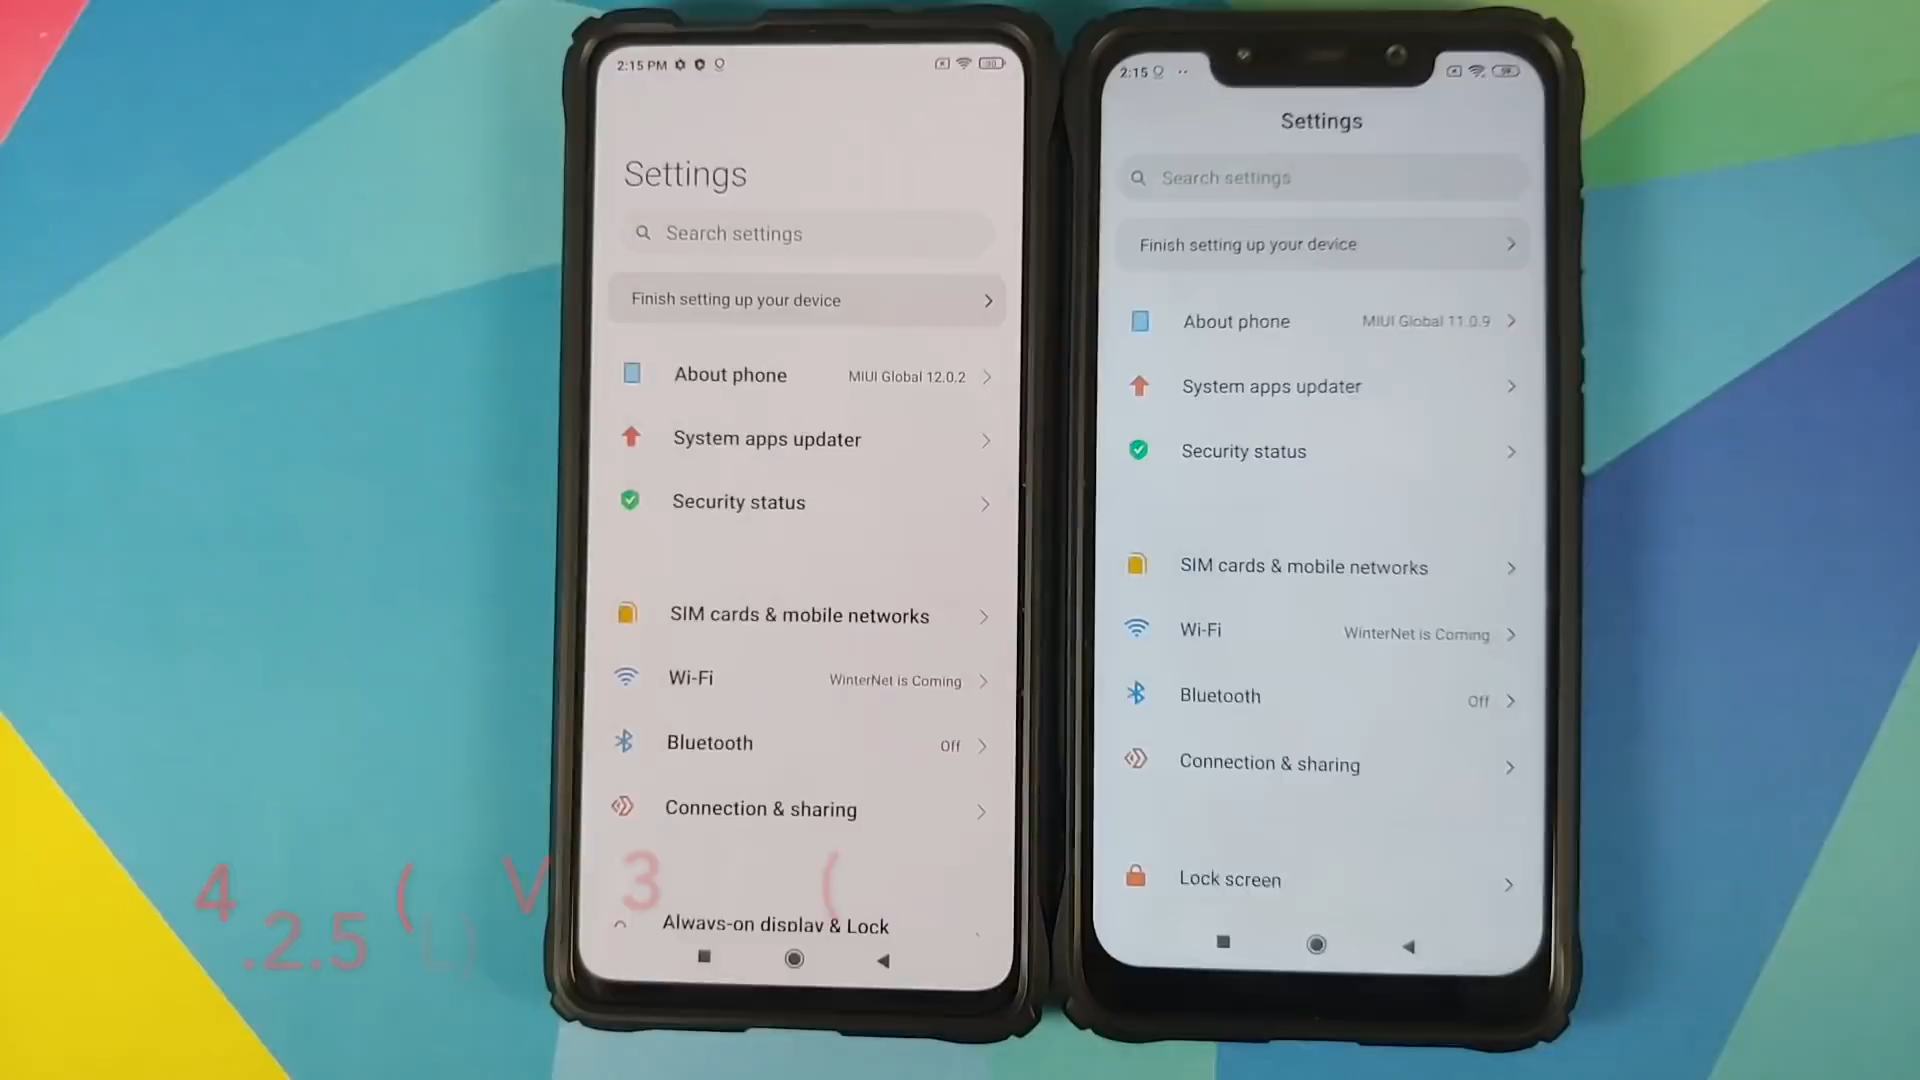 2:15 PM
Settings
Search settings
Finish setting up your device
About phone MIUI Global 12.0.2
System apps updater
Security status
SIM cards & mobile networks
Wi-Fi WinterNet is Coming
Bluetooth Off
Connection & sharing
Always-on display & Lock
2:15
Settings
Search settings
Finish setting up your device
About phone MIUI Global 11.0.9
System apps updater
Security status
SIM cards & mobile networks
Wi-Fi WinterNet is Coming
Bluetooth Off
Connection & sharing
Lock screen
4.2.5 ( L) V 3 (